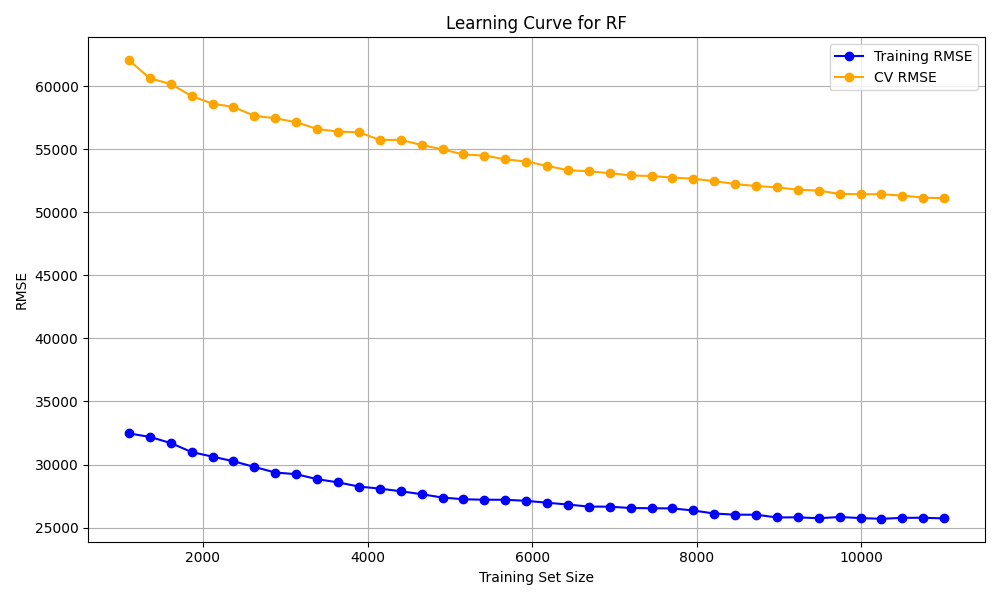 Learning Curve for RF
Training RMSE
CV RMSE
RMSE
60000
55000
50000
45000
40000
35000
30000
25000
2000 4000 6000 8000 10000
Training Set Size